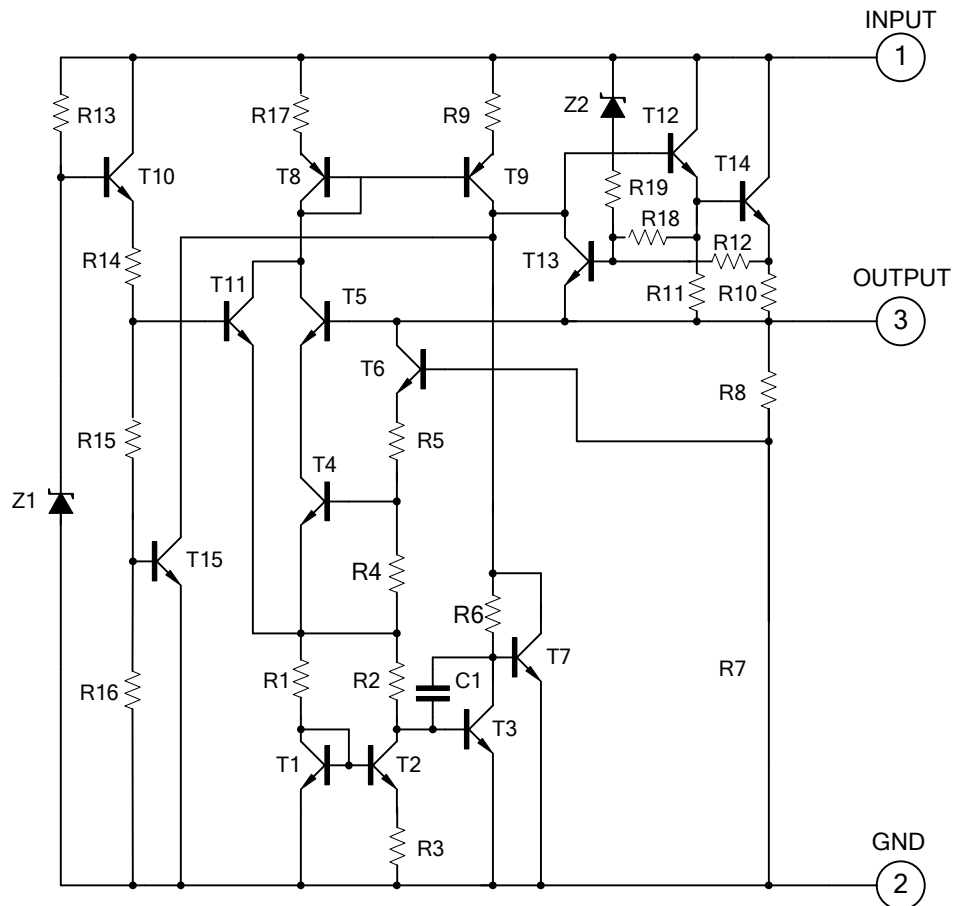 INPUT
1
R13
R17
R9
Z2
T12
T10
T8
T9
T14
R19
R18
R12
R14
T11
T5
T13
R11
R10
OUTPUT
3
T6
R8
R15
R5
T4
Z1
T15
R4
R6
T7
R16
R1
R2
C1
R7
T3
T1
T2
R3
GND
2